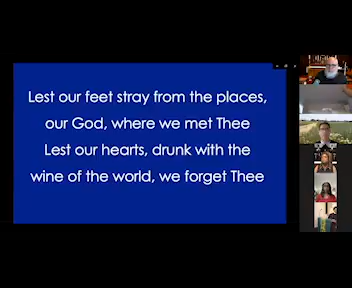 Lest our feet stray from the places,
our God, where we met Thee
Lest our hearts, drunk with the
wine of the world, we forget Thee